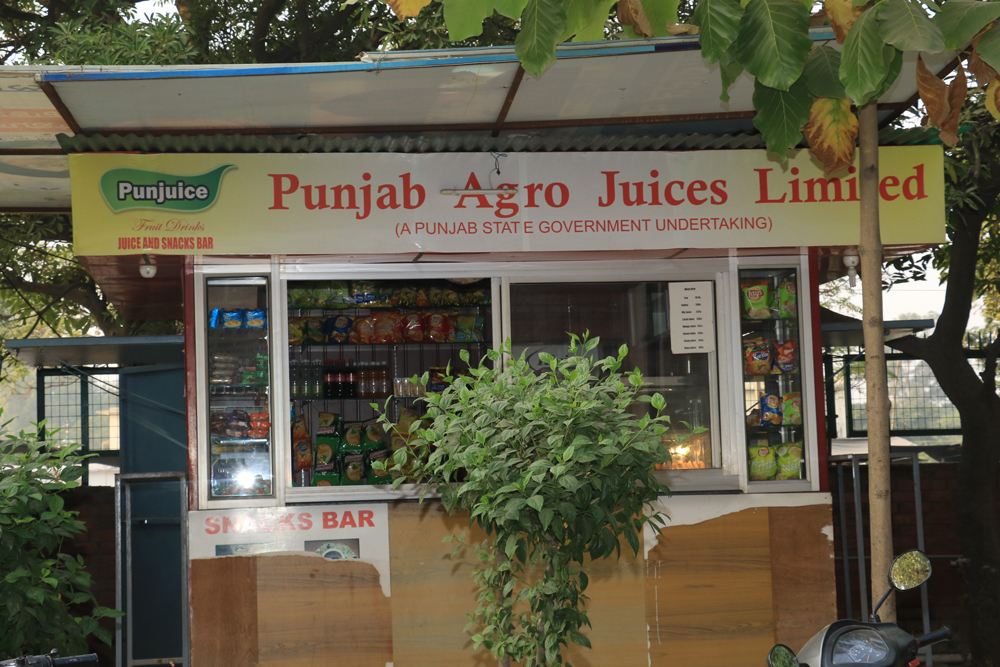 Punjuice
Fruit Drinks
JUICE AND SNACKS BAR
Punjab Agro Juices Limited
(A PUNJAB STATE GOVERNMENT UNDERTAKING)
SNACKS BAR